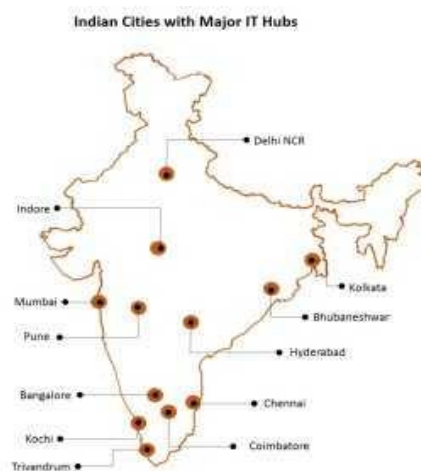 Indian Cities with Major IT Hubs
Delhi NCR
Indore
Kolkata
Mumbai
Bhubaneshwar
Pune
Hyderabad
Bangalore
Chennai
Kochi
Coimbatore
Trivandrum